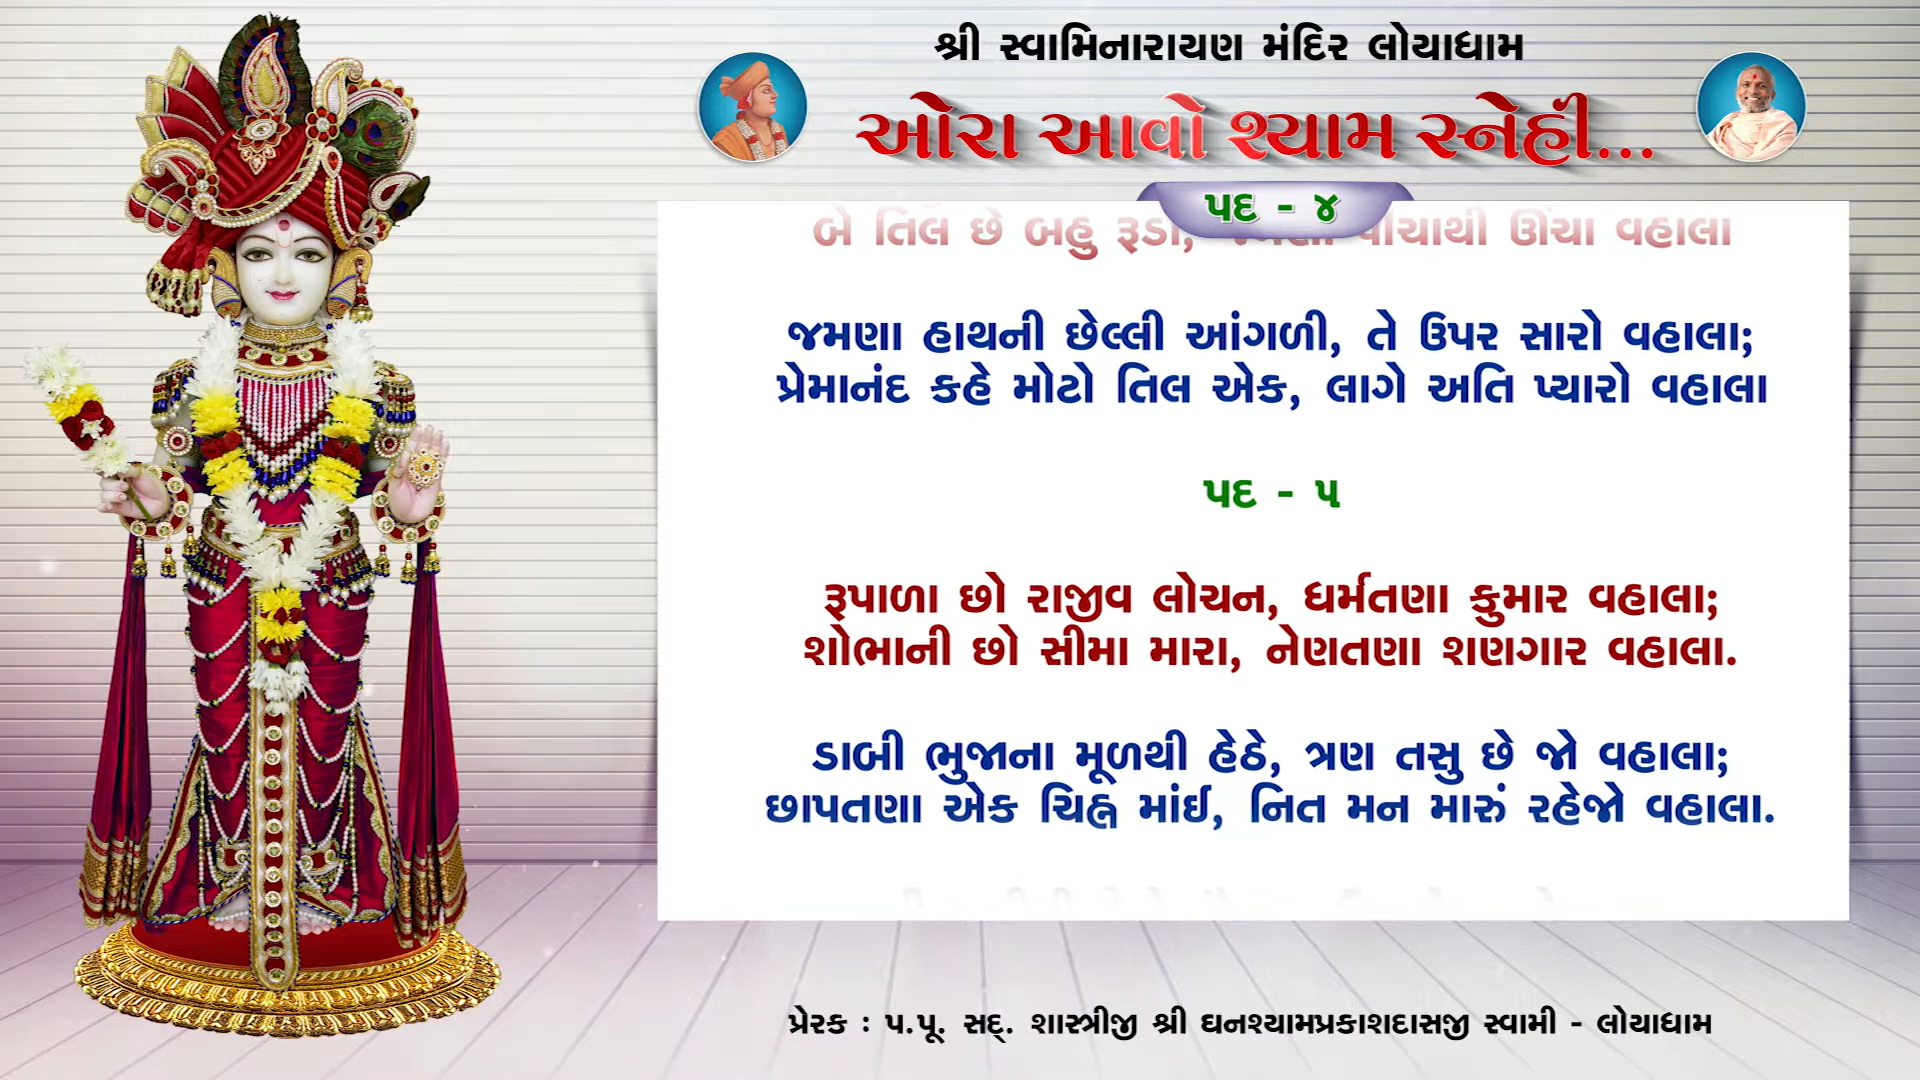 શ્રી સ્વામિનારાયણ મંદિર લોયાધામ
ઓરા આવો શ્યામ સ્નેહી...
પદ - ૪
બે તિલ છે બહુ રૂડા, ઊંચા વહાલા
જમણા હાથની છેલ્લી આંગળી, તે ઉપર સારો વહાલા;
પ્રેમાનંદ કહે મોટો તિલ એક, લાગે અતિ પ્યારો વહાલા
પદ - ૫
રૂપાળા છો રાજીવ લોચન, ધર્મતણા કુમાર વહાલા;
શોભાની છો સીમા મારા, નેણતણા શણગાર વહાલા.
ડાબી ભુજાના મૂળથી હેઠે, ત્રણ તસુ છે જો વહાલા;
છાપતણા એક ચિહ્ન માંઈ, નિત મન મારું રહેજો વહાલા.
પ્રેરક : પ.પૂ. સદ્. શાસ્ત્રીજી શ્રી ઘનશ્યામપ્રકાશદાસજી સ્વામી - લોયાધામ